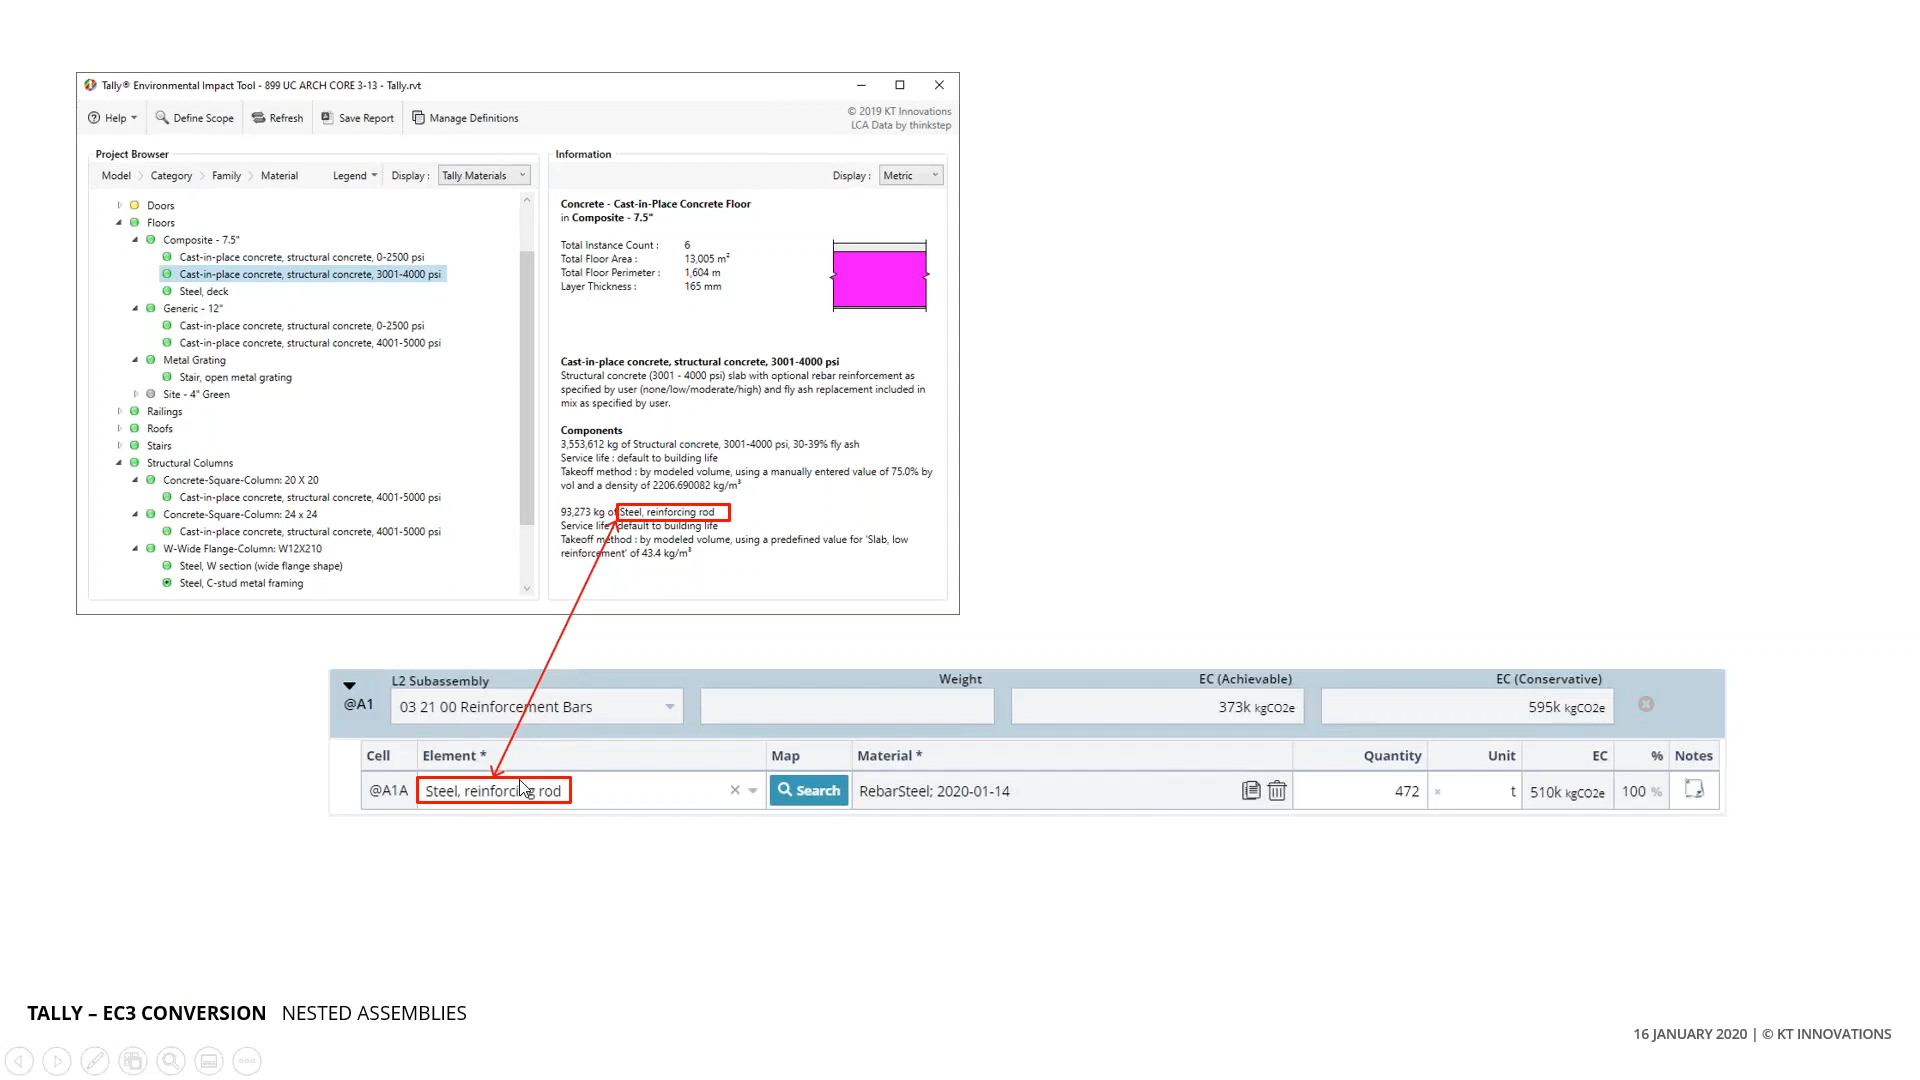 Tally® Environmental Impact Tool - 899 UC ARCH CORE 3-13 - Tally.rvt
Help
Define Scope
Refresh
Save Report
Manage Definitions
© 2019 KT Innovations
LCA Data by thinkstep
Project Browser
Model
Category
Family
Material
Legend
Display :
Tally Materials
Doors
Floors
Composite - 7.5"
Cast-in-place concrete, structural concrete, 0-2500 psi
Cast-in-place concrete, structural concrete, 3001-4000 psi
Steel, deck
Generic - 12"
Cast-in-place concrete, structural concrete, 0-2500 psi
Cast-in-place concrete, structural concrete, 4001-5000 psi
Metal Grating
Stair, open metal grating
Site - 4" Green
Railings
Roofs
Stairs
Structural Columns
Concrete-Square-Column: 20 X 20
Cast-in-place concrete, structural concrete, 4001-5000 psi
Concrete-Square-Column: 24 x 24
Cast-in-place concrete, structural concrete, 4001-5000 psi
W-Wide Flange-Column: W12X210
Steel, W section (wide flange shape)
Steel, C-stud metal framing
Information
Display :
Metric
Concrete - Cast-in-Place Concrete Floor
in Composite - 7.5"
Total Instance Count : 6
Total Floor Area : 13,005 m²
Total Floor Perimeter : 1,604 m
Layer Thickness : 165 mm
Cast-in-place concrete, structural concrete, 3001-4000 psi
Structural concrete (3001 - 4000 psi) slab with optional rebar reinforcement as
specified by user (none/low/moderate/high) and fly ash replacement included in
mix as specified by user.
Components
3,553,612 kg of Structural concrete, 3001-4000 psi, 30-39% fly ash
Service life : default to building life
Takeoff method : by modeled volume, using a manually entered value of 75.0% by
vol and a density of 2206.690082 kg/m³
93,273 kg of Steel, reinforcing rod
Service life : default to building life
Takeoff method : by modeled volume, using a predefined value for 'Slab, low
reinforcement' of 43.4 kg/m³
@A1
L2 Subassembly
03 21 00 Reinforcement Bars
Weight
EC (Achievable)
373k kgCO2e
EC (Conservative)
595k kgCO2e
Cell Element * Map Material * Quantity Unit EC % Notes
@A1A Steel, reinforcing rod Search RebarSteel; 2020-01-14 472 t 510k kgCO2e 100 %
TALLY – EC3 CONVERSION NESTED ASSEMBLIES
16 JANUARY 2020 | © KT INNOVATIONS